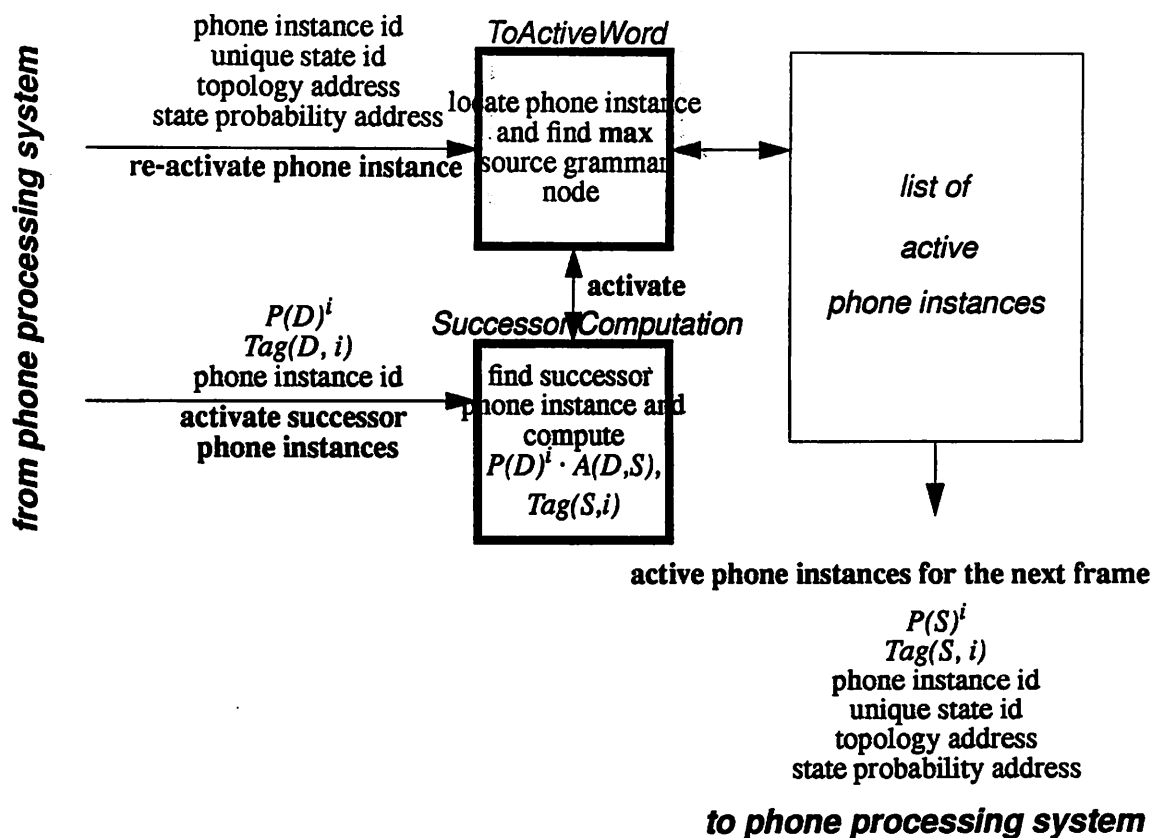 from phone processing system
phone instance id
unique state id
topology address
state probability address
re-activate phone instance
ToActiveWord
locate phone instance
and find max
source grammar
node
list of
active
phone instances
activate
P(D)^i
Tag(D, i)
phone instance id
activate successor
phone instances
Successor Computation
find successor
phone instance and
compute
P(D)^i · A(D,S),
Tag(S,i)
active phone instances for the next frame
P(S)^i
Tag(S, i)
phone instance id
unique state id
topology address
state probability address
to phone processing system